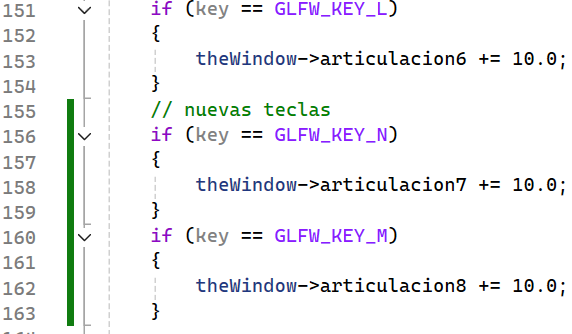 151 if (key == GLFW_KEY_L)
152 {
153 theWindow->articulacion6 += 10.0;
154 }
155 // nuevas teclas
156 if (key == GLFW_KEY_N)
157 {
158 theWindow->articulacion7 += 10.0;
159 }
160 if (key == GLFW_KEY_M)
161 {
162 theWindow->articulacion8 += 10.0;
163 }